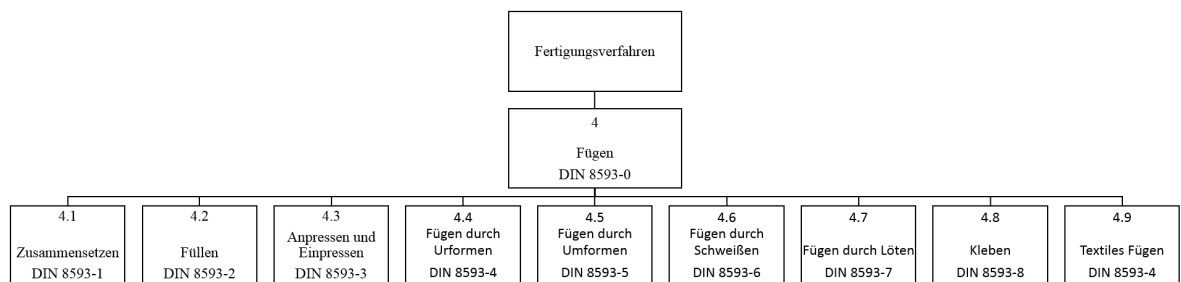 Fertigungsverfahren
4
Fügen
DIN 8593-0
4.1
Zusammensetzen
DIN 8593-1
4.2
Füllen
DIN 8593-2
4.3
Anpressen und
Einpressen
DIN 8593-3
4.4
Fügen durch
Urformen
DIN 8593-4
4.5
Fügen durch
Umformen
DIN 8593-5
4.6
Fügen durch
Schweißen
DIN 8593-6
4.7
Fügen durch Löten
DIN 8593-7
4.8
Kleben
DIN 8593-8
4.9
Textiles Fügen
DIN 8593-4